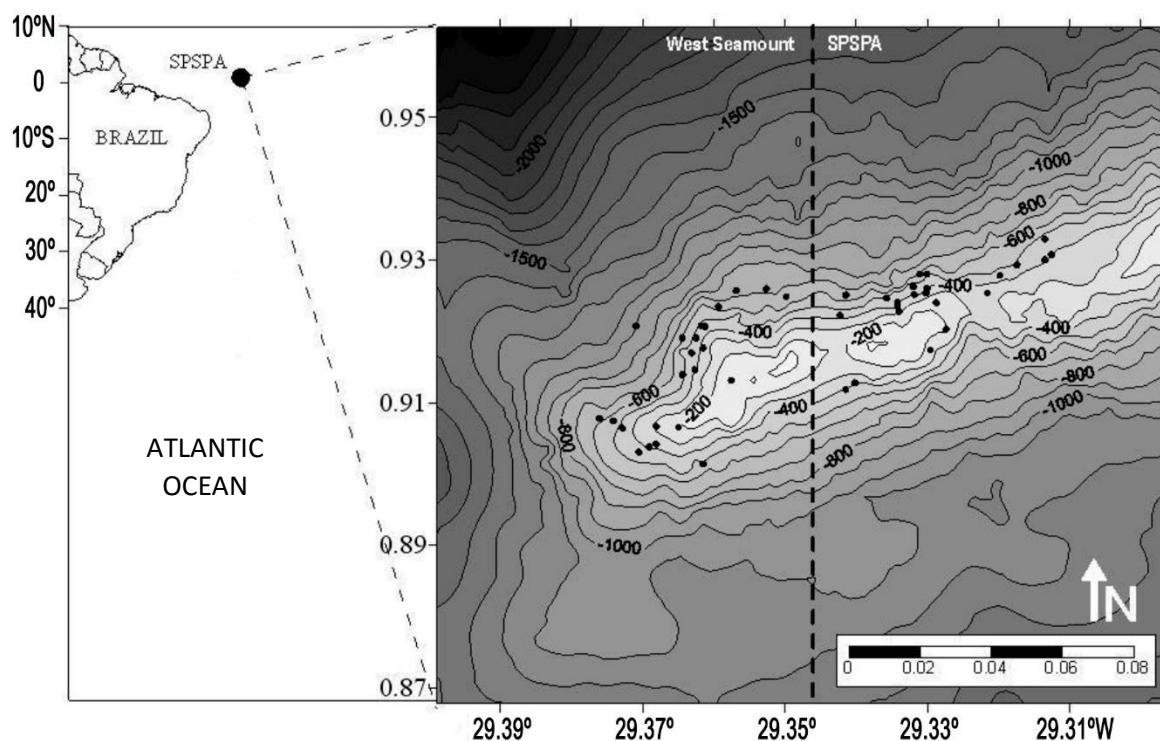 10ºN
0
10ºS
20º
30º
40º
SPSPA
BRAZIL
ATLANTIC
OCEAN
West Seamount
SPSPA
0.95
0.93
0.91
0.89
0.87
-1500
-2000
-1500
-1000
-800
-600
-400
-400
-200
-400
-600
-200
-800
-400
-600
-800
-1000
-800
-1000
N
0 0.02 0.04 0.06 0.08
29.39º 29.37º 29.35º 29.33º 29.31ºW